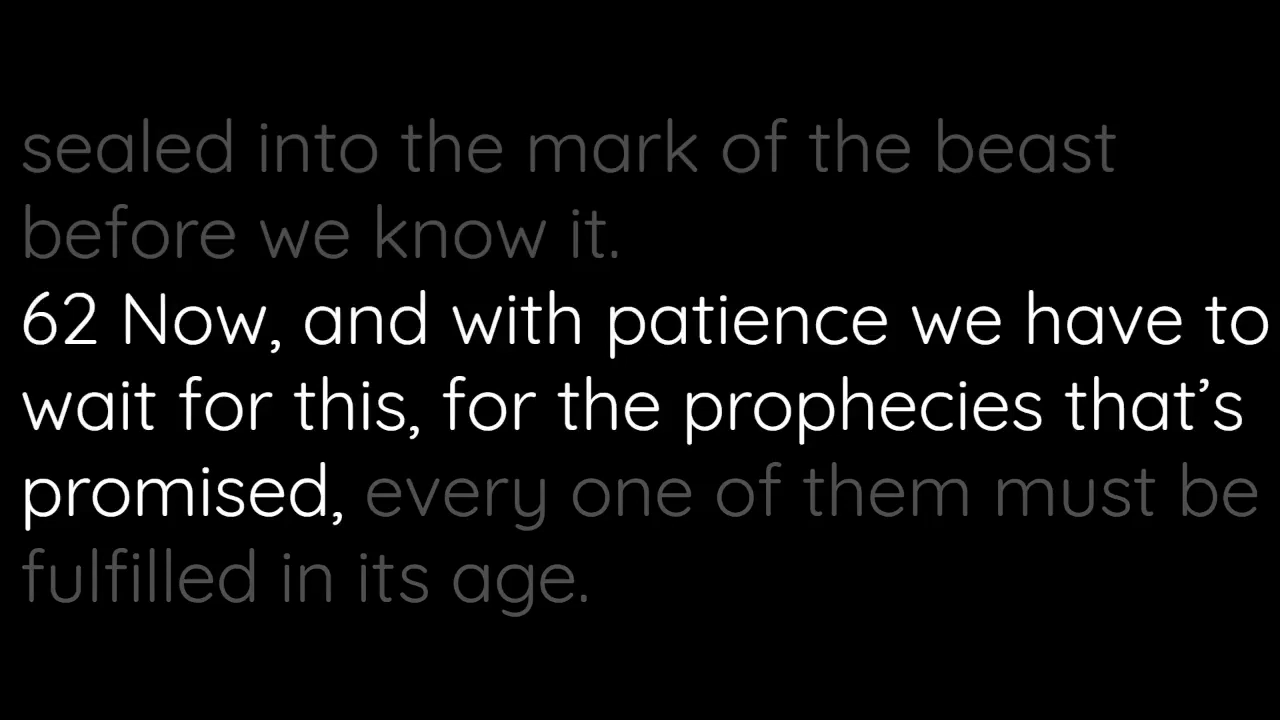 sealed into the mark of the beast
before we know it.
62 Now, and with patience we have to
wait for this, for the prophecies that’s
promised, every one of them must be
fulfilled in its age.